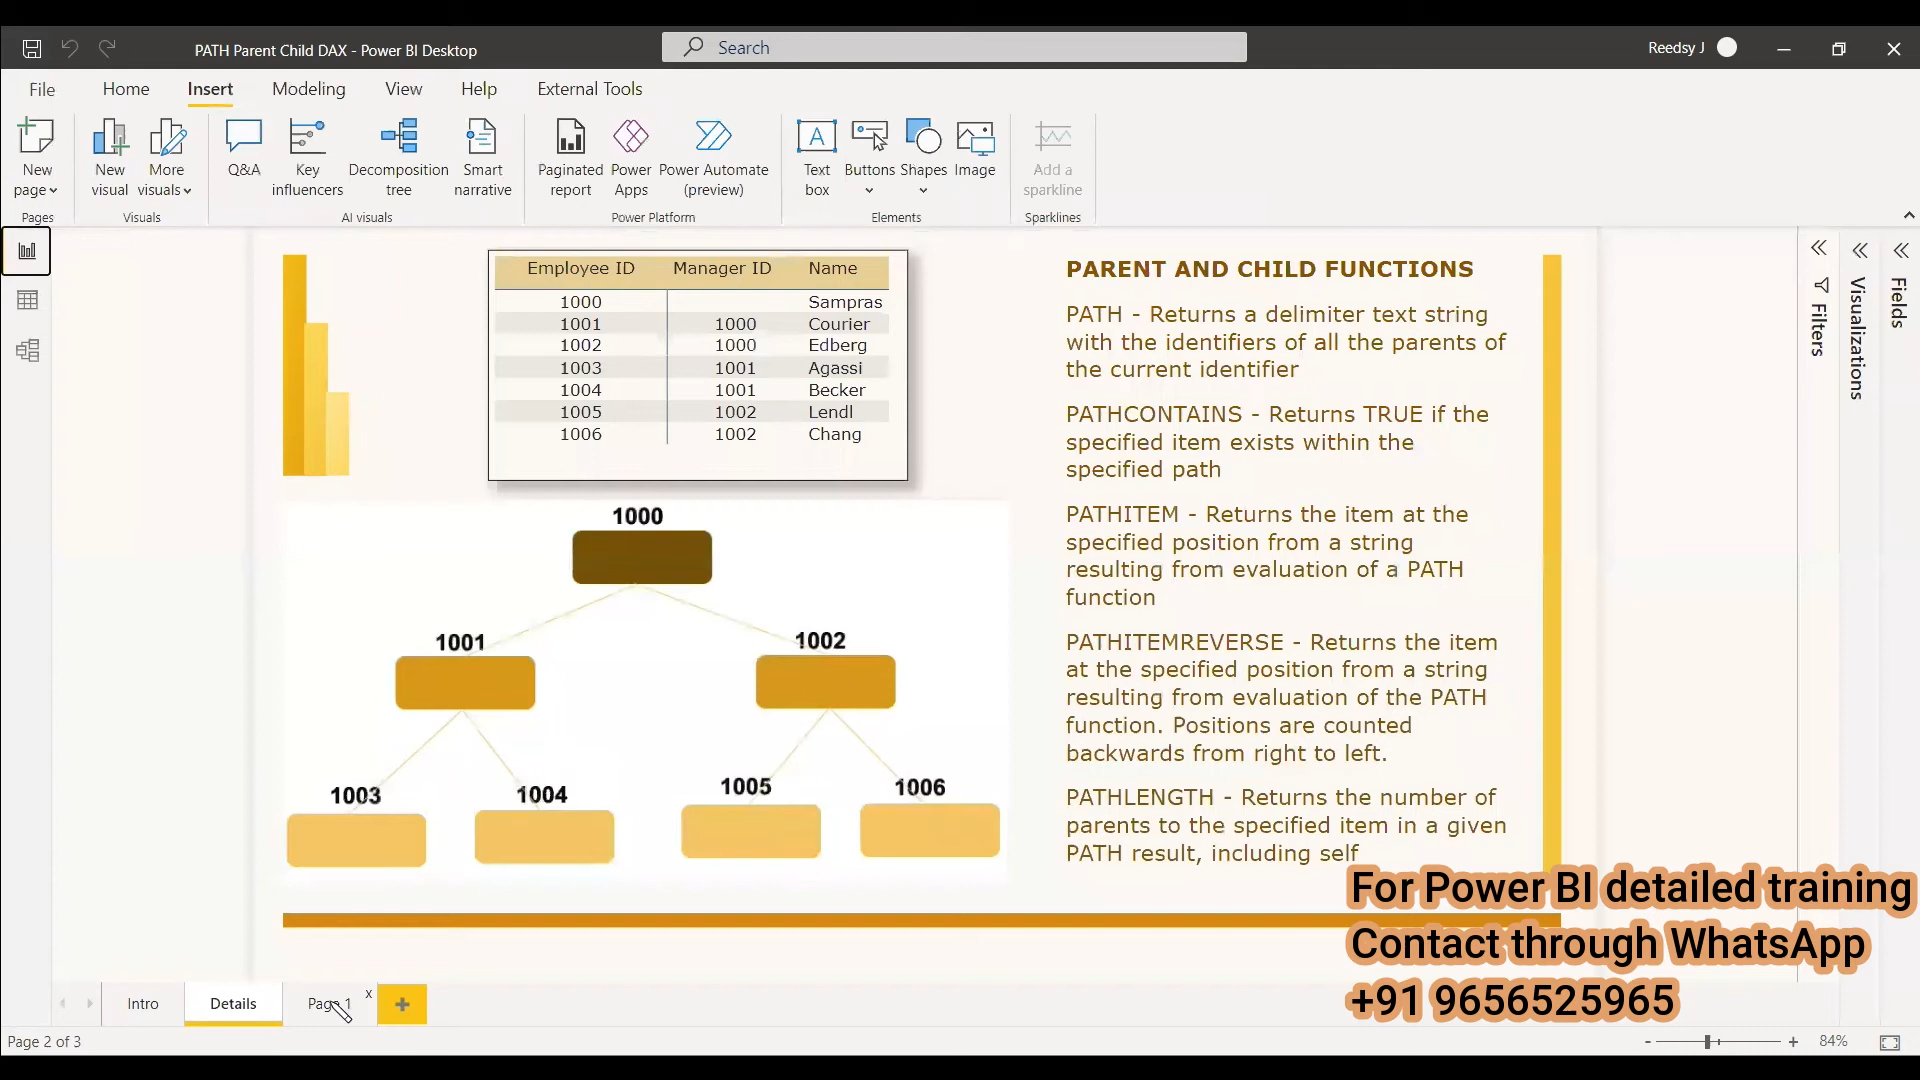 PATH Parent Child DAX - Power BI Desktop
Search
Reedsy J
File Home Insert Modeling View Help External Tools
New page
New visual
More visuals
Q&A
Key influencers
Decomposition tree
Smart narrative
Paginated report
Power Apps
Power Automate (preview)
Text box
Buttons
Shapes
Image
Add a sparkline
Pages Visuals AI visuals Power Platform Elements Sparklines
Employee ID Manager ID Name
1000 Sampras
1001 1000 Courier
1002 1000 Edberg
1003 1001 Agassi
1004 1001 Becker
1005 1002 Lendl
1006 1002 Chang
1000
1001 1002
1003 1004 1005 1006
PARENT AND CHILD FUNCTIONS
PATH - Returns a delimiter text string
with the identifiers of all the parents of
the current identifier
PATHCONTAINS - Returns TRUE if the
specified item exists within the
specified path
PATHITEM - Returns the item at the
specified position from a string
resulting from evaluation of a PATH
function
PATHITEMREVERSE - Returns the item
at the specified position from a string
resulting from evaluation of the PATH
function. Positions are counted
backwards from right to left.
PATHLENGTH - Returns the number of
parents to the specified item in a given
PATH result, including self
Filters
Visualizations
Fields
For Power BI detailed training
Contact through WhatsApp
+91 9656525965
Intro Details Page 1 x +
Page 2 of 3
- + 84%